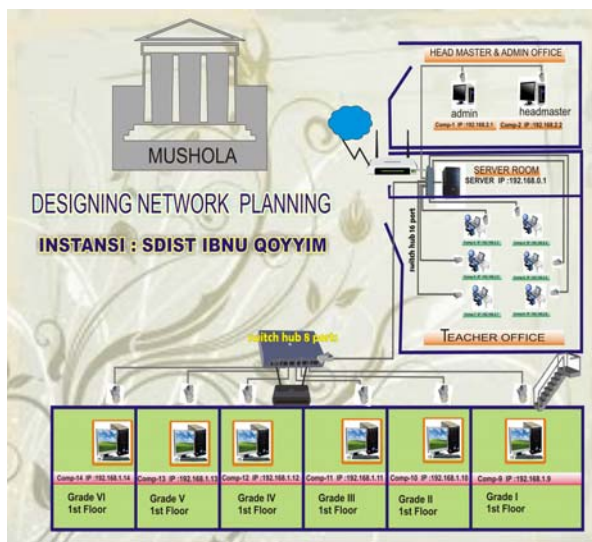 HEAD MASTER & ADMIN OFFICE
admin
headmaster
Comp-1 IP :192.168.2.1
Comp-2 IP :192.168.2.2
MUSHOLA
SERVER ROOM
SERVER IP :192.168.0.1
DESIGNING NETWORK PLANNING
INSTANSI : SDIST IBNU QOYYIM
switch hub 16 port
TEACHER OFFICE
switch hub 8 ports
Comp-14 IP :192.168.1.14
Comp-13 IP :192.168.1.13
Comp-12 IP :192.168.1.12
Comp-11 IP :192.168.1.11
Comp-10 IP :192.168.1.10
Comp-9 IP :192.168.1.9
Grade VI
1st Floor
Grade V
1st Floor
Grade IV
1st Floor
Grade III
1st Floor
Grade II
1st Floor
Grade I
1st Floor